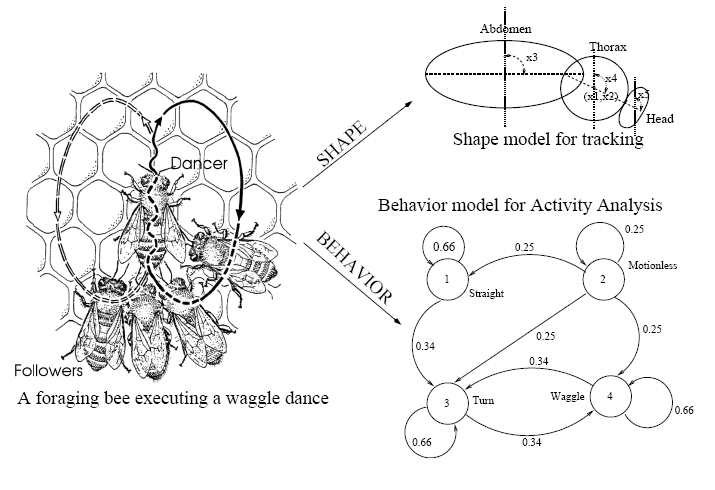 Dancer
Followers
A foraging bee executing a waggle dance
SHAPE
BEHAVIOR
Abdomen
x3
Thorax
x4
(x1,x2)
x5
Head
Shape model for tracking
Behavior model for Activity Analysis
0.66
0.25
0.25
1
Straight
2
Motionless
0.34
0.25
0.25
0.34
3
Turn
Waggle
4
0.66
0.34
0.66